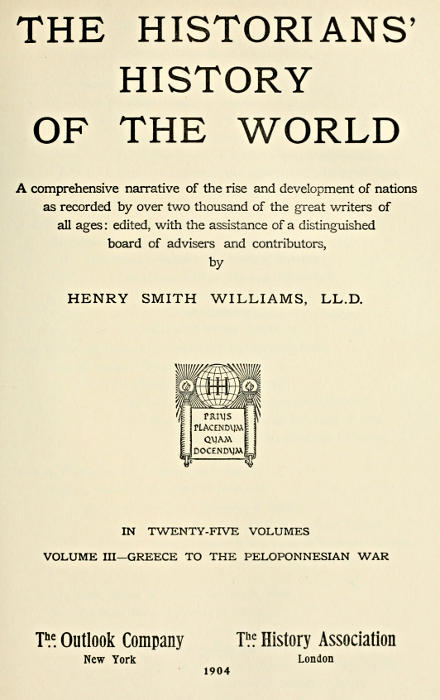 THE HISTORIANS'
HISTORY
OF THE WORLD
A comprehensive narrative of the rise and development of nations
as recorded by over two thousand of the great writers of
all ages: edited, with the assistance of a distinguished
board of advisers and contributors,
by
HENRY SMITH WILLIAMS, LL.D.
HH
PRIUS
PLACENDUM
QUAM
DOCENDUM
IN TWENTY-FIVE VOLUMES
VOLUME III—GREECE TO THE PELOPONNESIAN WAR
The Outlook Company The History Association
New York London
1904